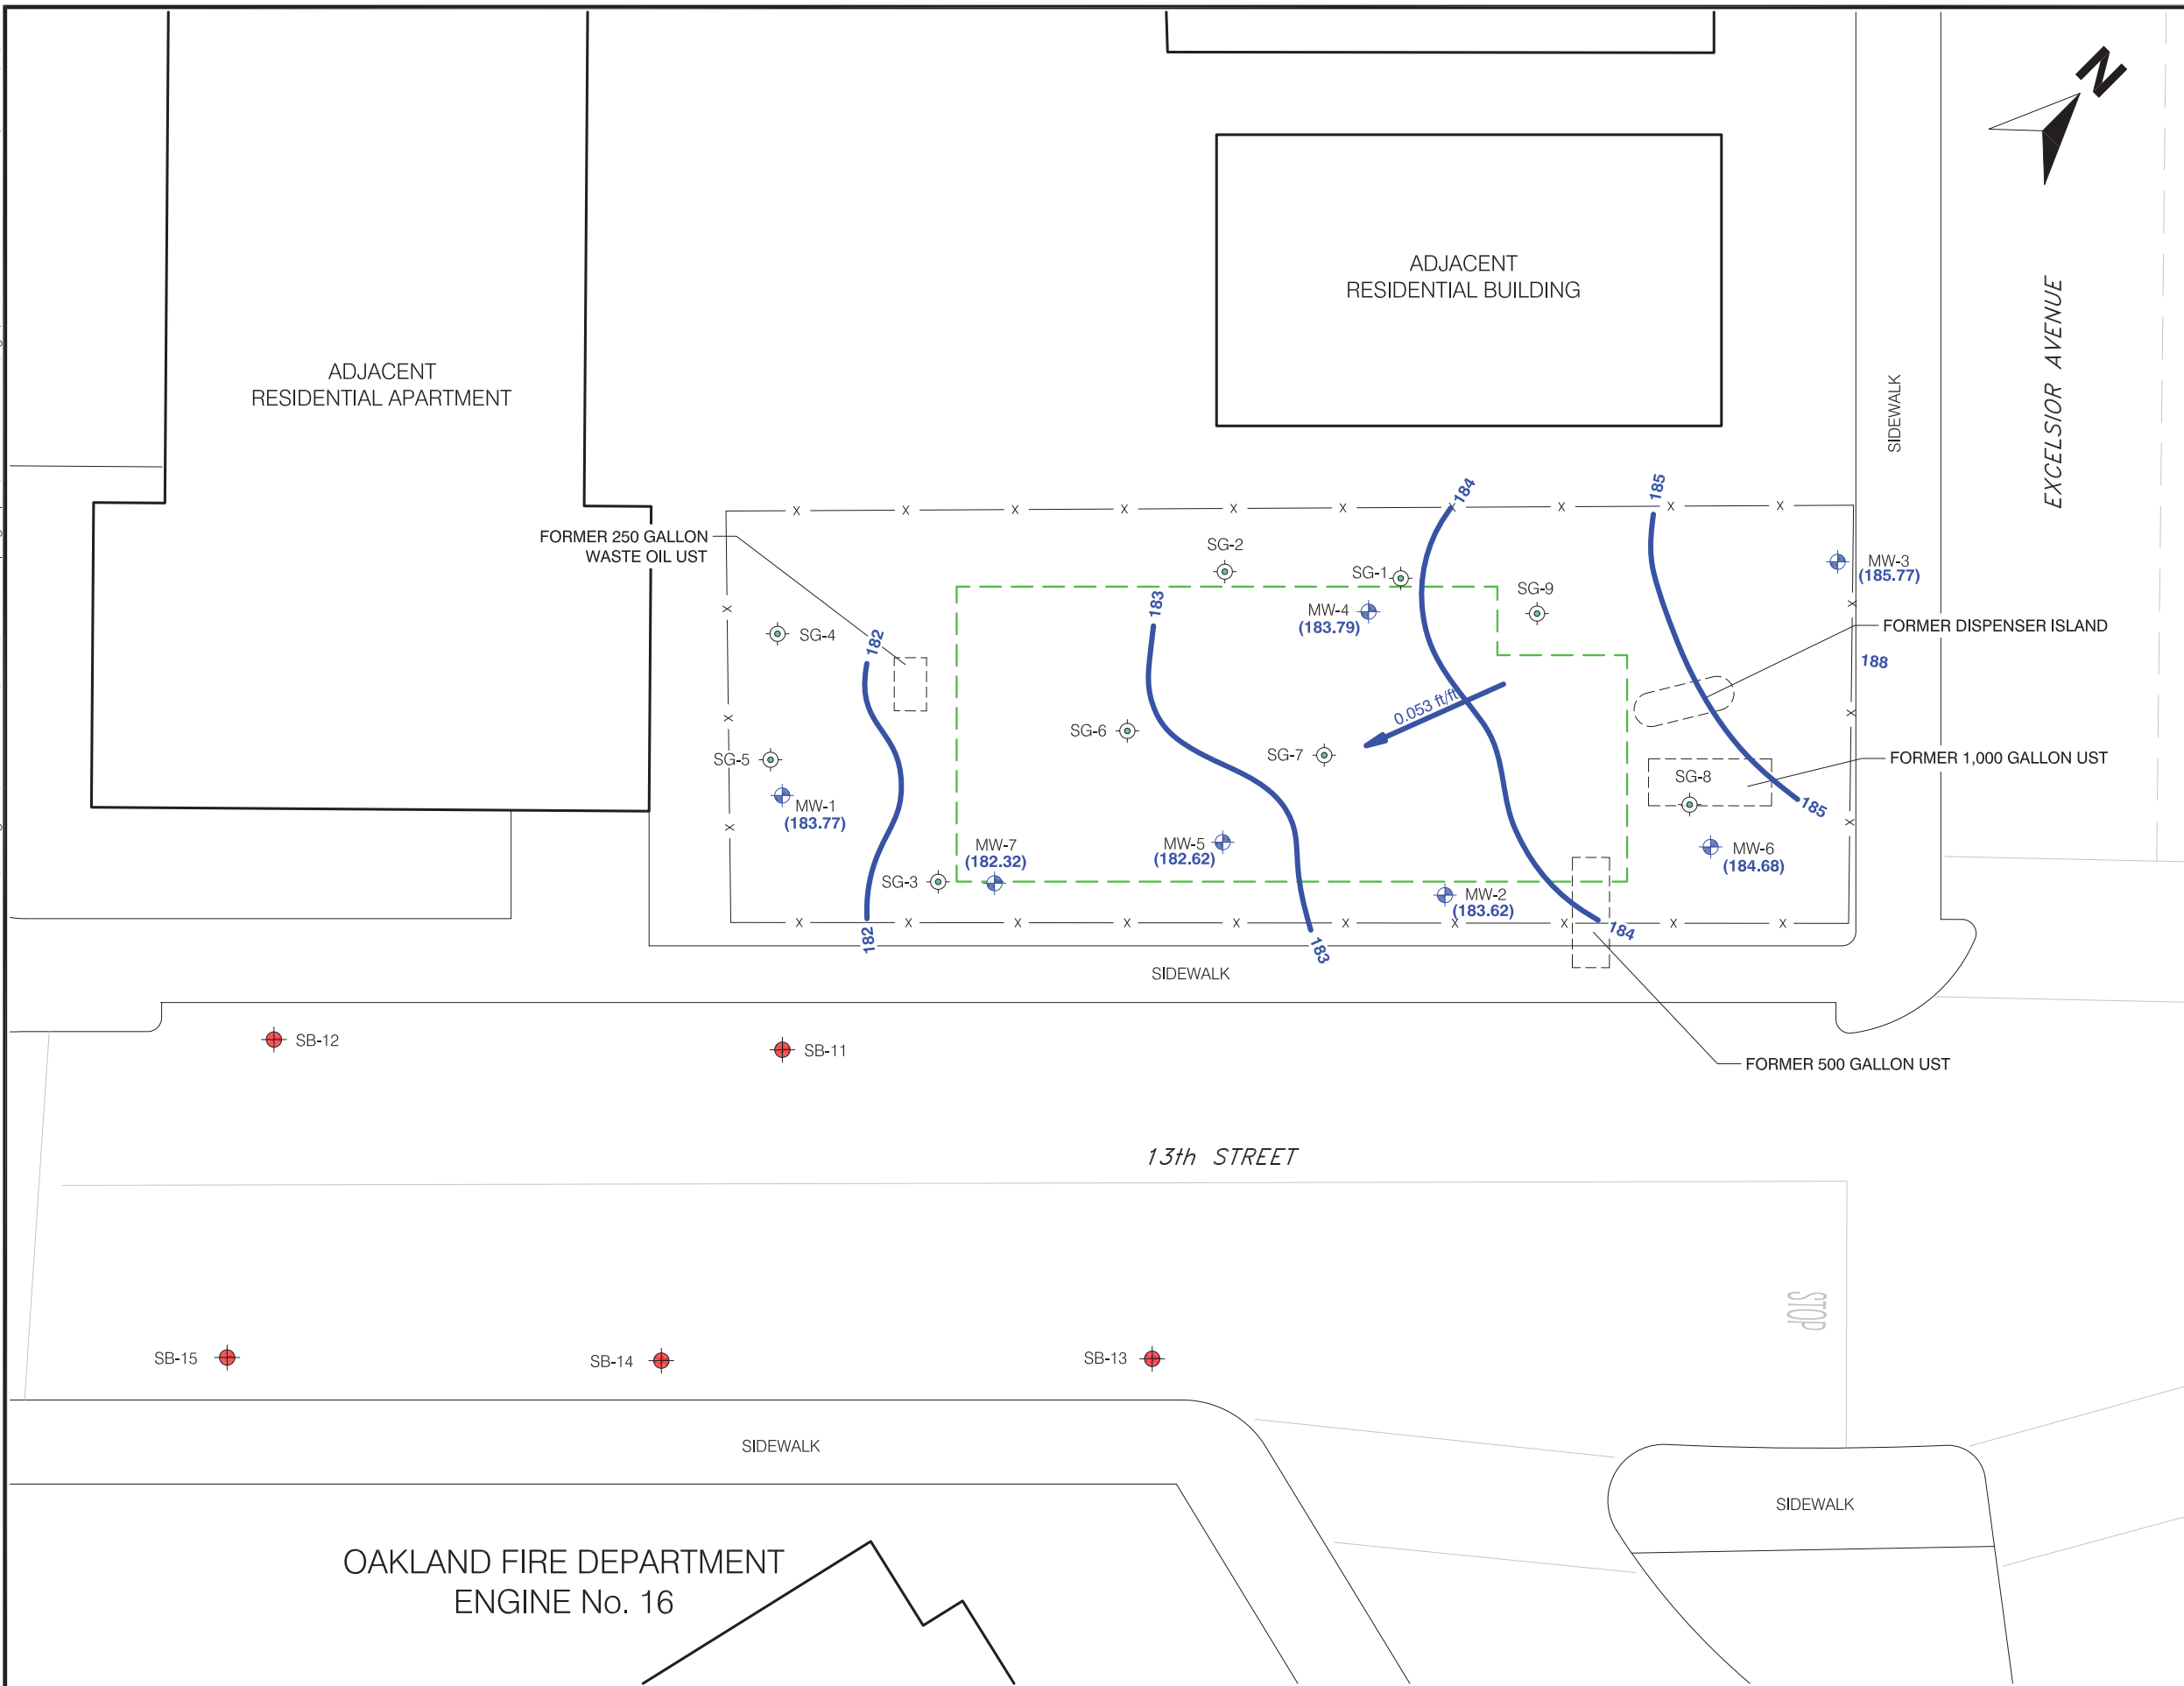 N
ADJACENT
RESIDENTIAL BUILDING
EXCELSIOR AVENUE
SIDEWALK
ADJACENT
RESIDENTIAL APARTMENT
184
185
FORMER 250 GALLON
WASTE OIL UST
SG-2
SG-1
SG-9
MW-3
(185.77)
183
MW-4
(183.79)
SG-4
182
FORMER DISPENSER ISLAND
188
0.053 ft/ft
SG-6
SG-7
SG-5
FORMER 1,000 GALLON UST
SG-8
185
MW-1
(183.77)
MW-7
(182.32)
MW-5
(182.62)
MW-6
(184.68)
SG-3
MW-2
(183.62)
182
183
184
SIDEWALK
SB-12
SB-11
FORMER 500 GALLON UST
13th STREET
STOP
SB-15
SB-14
SB-13
SIDEWALK
SIDEWALK
OAKLAND FIRE DEPARTMENT
ENGINE No. 16